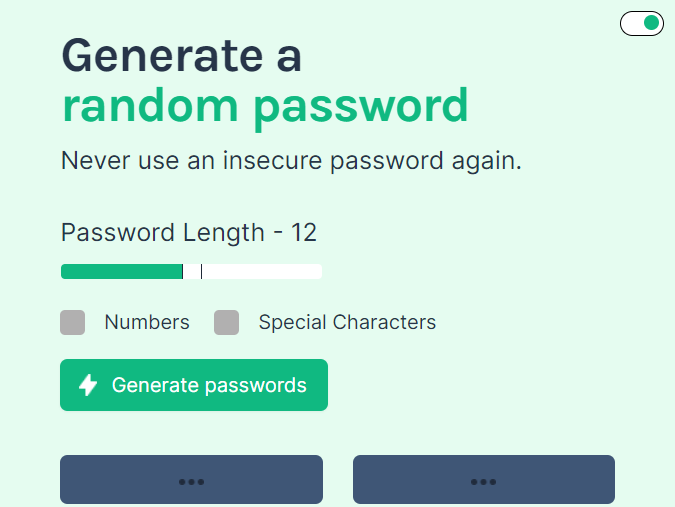 Generate a
random password
Never use an insecure password again.
Password Length - 12
Numbers Special Characters
Generate passwords
... ...